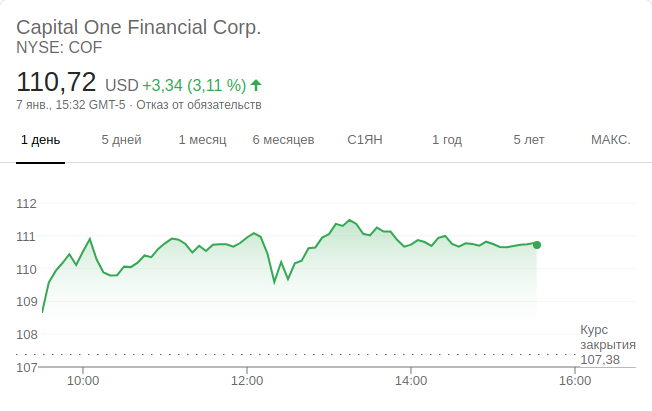 Capital One Financial Corp.
NYSE: COF
110,72 USD +3,34 (3,11 %)
7 янв., 15:32 GMT-5 · Отказ от обязательств
1 день 5 дней 1 месяц 6 месяцев С1ЯН 1 год 5 лет МАКС.
112
111
110
109
108
107
Курс
закрытия
107,38
10:00 12:00 14:00 16:00